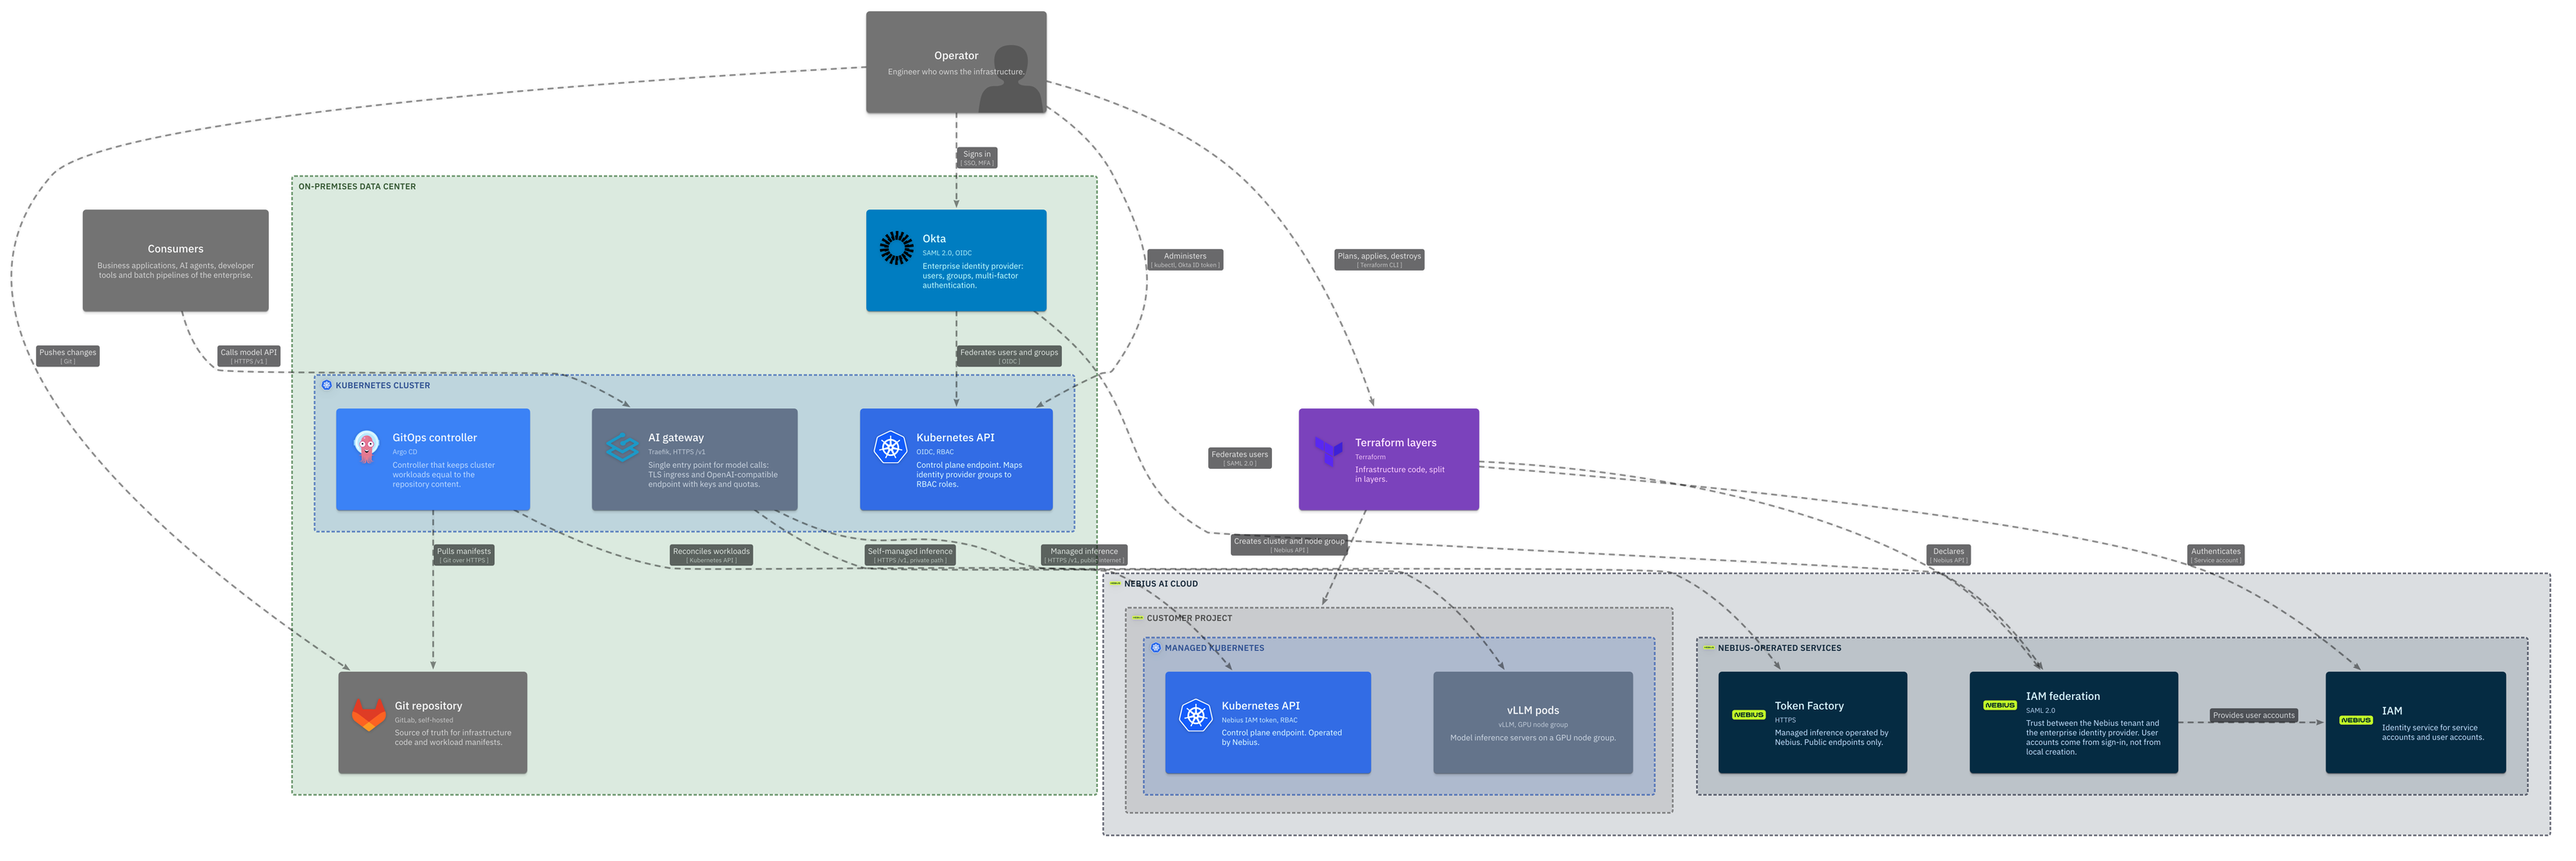 Operator
Engineer who owns the infrastructure.
Signs in
[ SSO, MFA ]
ON-PREMISES DATA CENTER
Consumers
Business applications, AI agents, developer
tools and batch pipelines of the enterprise.
Okta
SAML 2.0, OIDC
Enterprise identity provider:
users, groups, multi-factor
authentication.
Administers
[ kubectl, Okta ID token ]
Plans, applies, destroys
[ Terraform CLI ]
Pushes changes
[ Git ]
Calls model API
[ HTTPS /v1 ]
Federates users and groups
[ OIDC ]
KUBERNETES CLUSTER
GitOps controller
Argo CD
Controller that keeps cluster
workloads equal to the
repository content.
AI gateway
Traefik, HTTPS /v1
Single entry point for model calls:
TLS ingress and OpenAI-compatible
endpoint with keys and quotas.
Kubernetes API
OIDC, RBAC
Control plane endpoint. Maps
identity provider groups to
RBAC roles.
Federates users
[ SAML 2.0 ]
Terraform layers
Terraform
Infrastructure code, split
in layers.
Pulls manifests
[ Git over HTTPS ]
Reconciles workloads
[ Kubernetes API ]
Self-managed inference
[ HTTPS /v1, private path ]
Managed inference
[ HTTPS /v1, public internet ]
Creates cluster and node group
[ Nebius API ]
Declares
[ Nebius API ]
Authenticates
[ Service account ]
NEBIUS AI CLOUD
CUSTOMER PROJECT
MANAGED KUBERNETES
NEBIUS-OPERATED SERVICES
Git repository
GitLab, self-hosted
Source of truth for infrastructure
code and workload manifests.
Kubernetes API
Nebius IAM token, RBAC
Control plane endpoint. Operated
by Nebius.
vLLM pods
vLLM, GPU node group
Model inference servers on a GPU node group.
NEBIUS
Token Factory
HTTPS
Managed inference operated by
Nebius. Public endpoints only.
NEBIUS
IAM federation
SAML 2.0
Trust between the Nebius tenant and
the enterprise identity provider. User
accounts come from sign-in, not from
local creation.
Provides user accounts
NEBIUS
IAM
Identity service for service
accounts and user accounts.